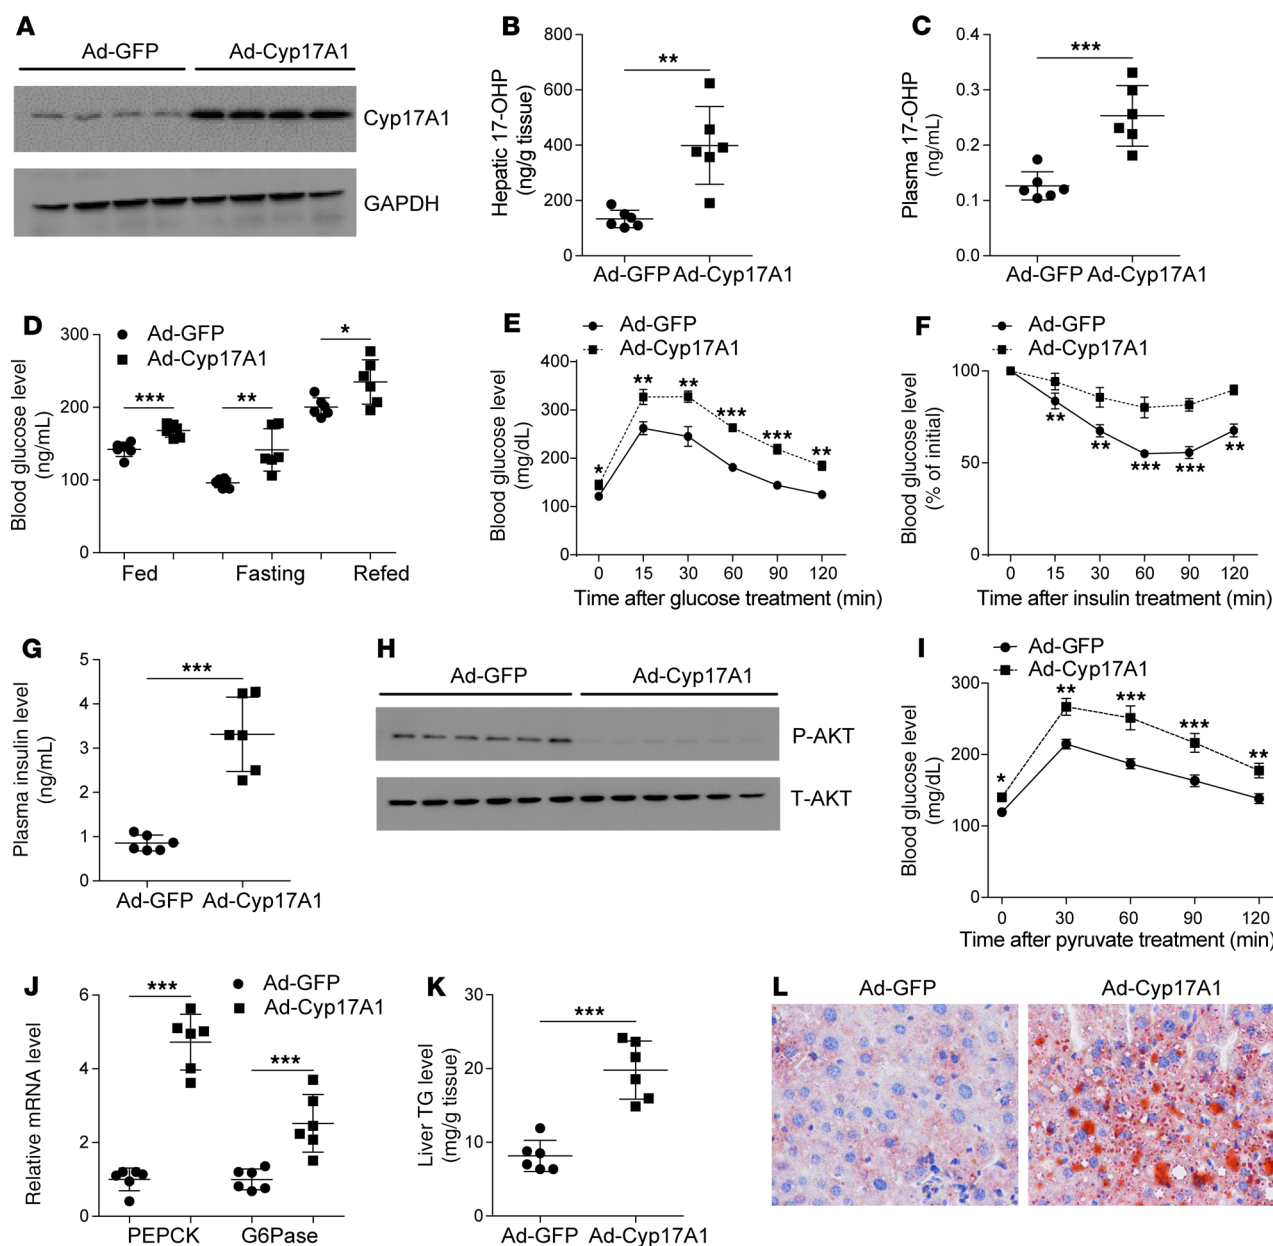 A
Ad-GFP
Ad-Cyp17A1
Cyp17A1
GAPDH
B
Hepatic 17-OHP
(ng/g tissue)
800
600
400
200
0
**
Ad-GFP Ad-Cyp17A1
C
Plasma 17-OHP
(ng/mL)
0.4
0.3
0.2
0.1
0.0
***
Ad-GFP Ad-Cyp17A1
D
Ad-GFP
Ad-Cyp17A1
Blood glucose level
(ng/mL)
300
200
100
0
***
**
*
Fed Fasting Refed
E
Ad-GFP
Ad-Cyp17A1
Blood glucose level
(mg/dL)
400
300
200
100
0
*
**
**
***
***
**
0 15 30 60 90 120
Time after glucose treatment (min)
F
Ad-GFP
Ad-Cyp17A1
Blood glucose level
(% of initial)
100
50
0
**
**
***
***
**
0 15 30 60 90 120
Time after insulin treatment (min)
G
Plasma insulin level
(ng/mL)
5
4
3
2
1
0
***
Ad-GFP Ad-Cyp17A1
H
Ad-GFP
Ad-Cyp17A1
P-AKT
T-AKT
I
Ad-GFP
Ad-Cyp17A1
Blood glucose level
(mg/dL)
300
200
100
0
*
**
***
***
**
0 30 60 90 120
Time after pyruvate treatment (min)
J
Ad-GFP
Ad-Cyp17A1
Relative mRNA level
6
4
2
0
***
***
PEPCK G6Pase
K
Liver TG level
(mg/g tissue)
30
20
10
0
***
Ad-GFP Ad-Cyp17A1
L
Ad-GFP
Ad-Cyp17A1